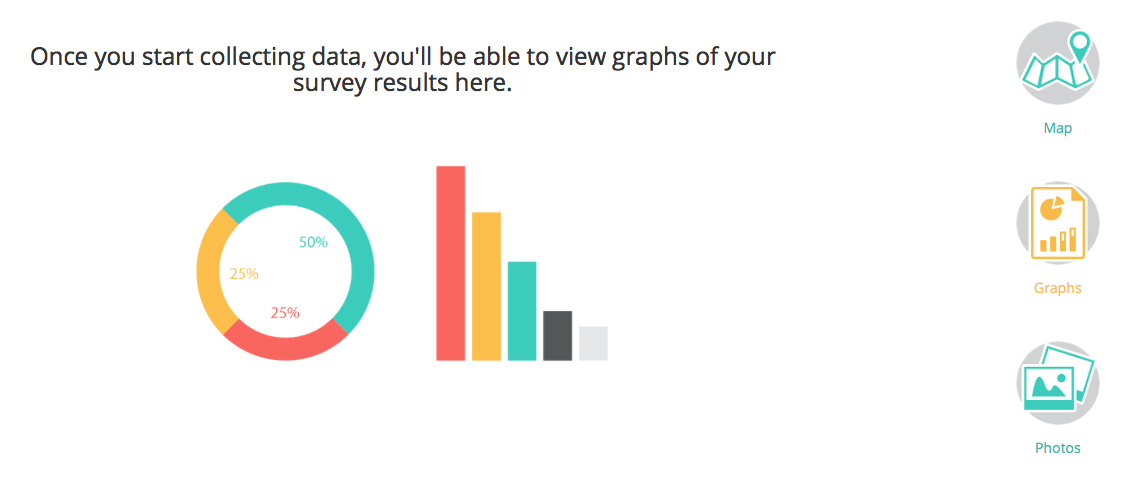 Once you start collecting data, you'll be able to view graphs of your
survey results here.
50%
25%
25%
Map
Graphs
Photos